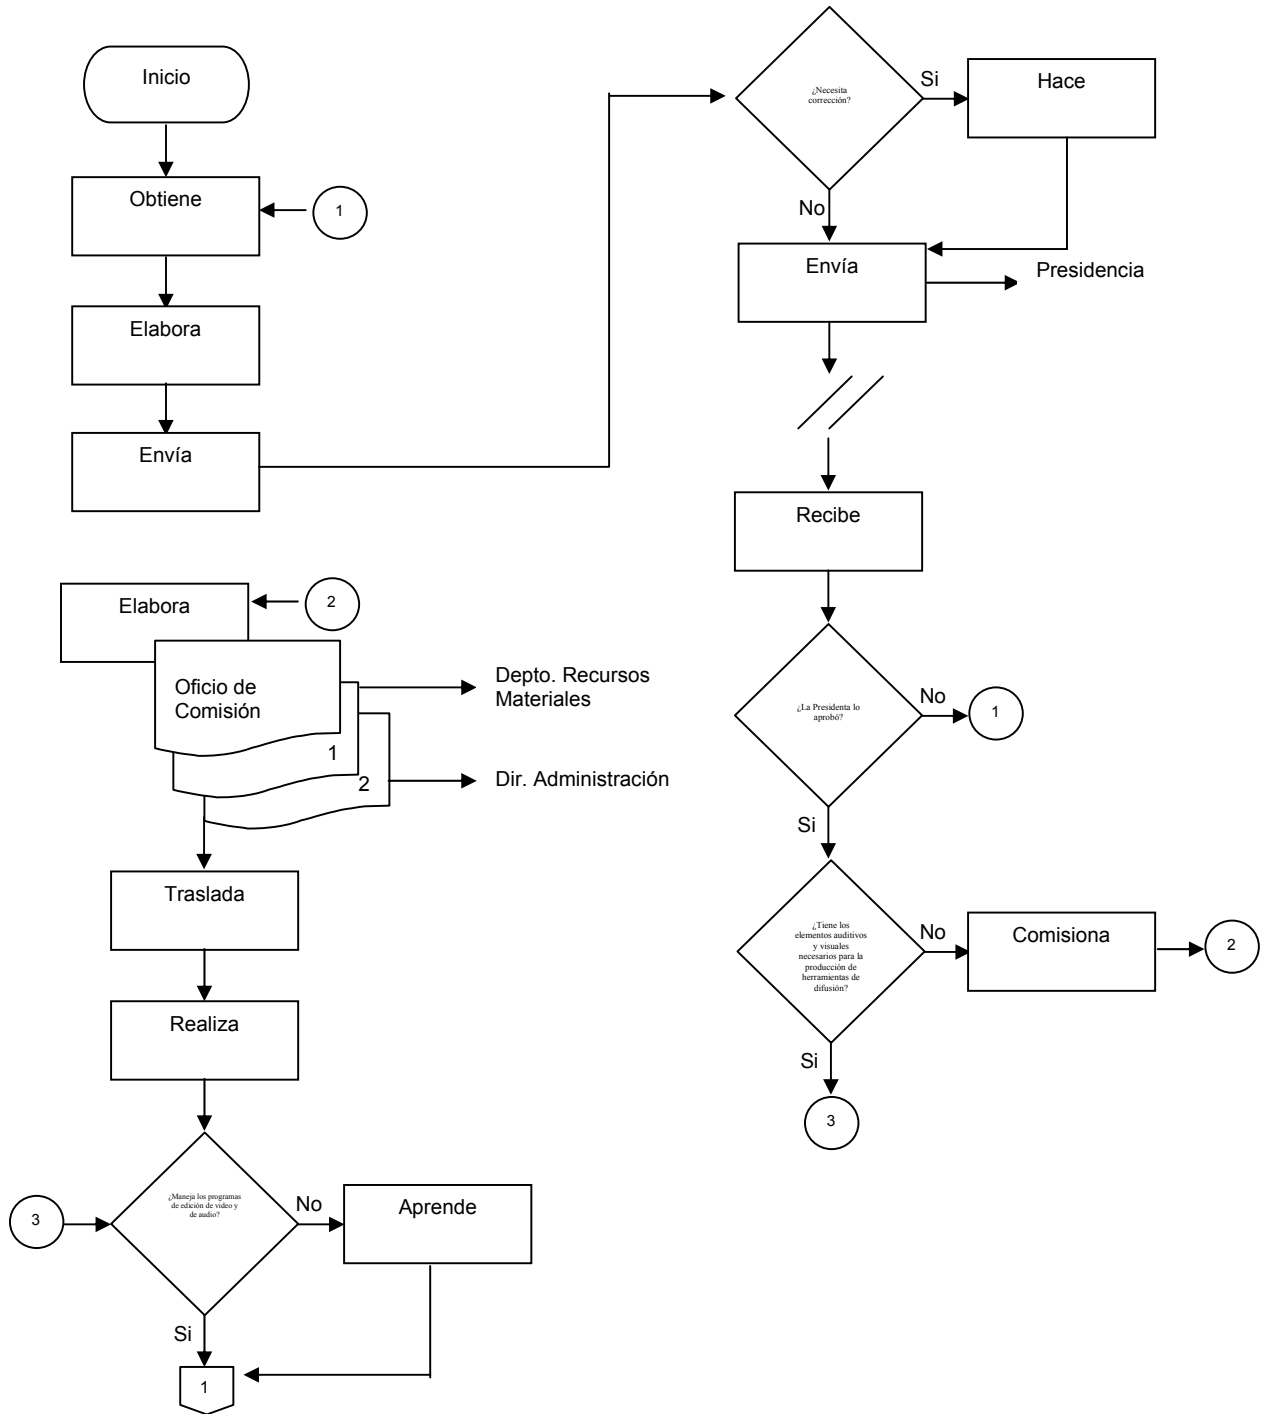 Inicio
Obtiene
1
Elabora
Envía
¿Necesita
corrección?
Si
Hace
No
Envía
Presidencia
Recibe
¿La Presidenta lo
aprobó?
No
1
Si
¿Tiene los
elementos auditivos
y visuales
necesarios para la
producción de
herramientas de
difusión?
No
Comisiona
2
Si
3
Elabora
2
Oficio de
Comisión
1
2
Depto. Recursos
Materiales
Dir. Administración
Traslada
Realiza
3
¿Maneja los programas
de edición de video y
de audio?
No
Aprende
Si
1